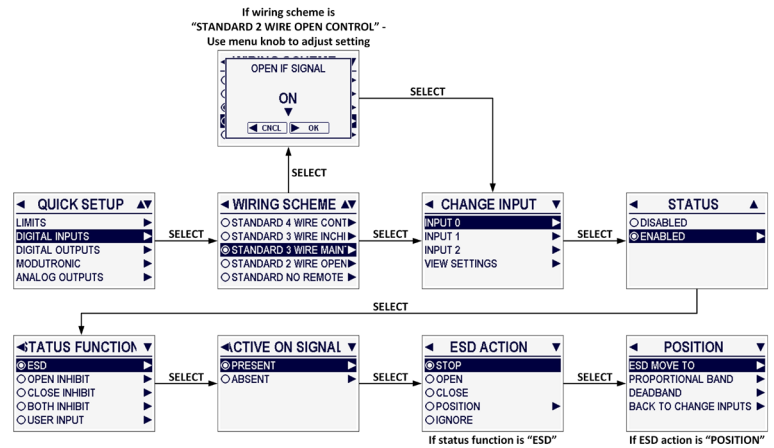 If wiring scheme is
"STANDARD 2 WIRE OPEN CONTROL" -
Use menu knob to adjust setting
OPEN IF SIGNAL
ON
CNCL OK
SELECT
SELECT
QUICK SETUP
LIMITS
DIGITAL INPUTS
DIGITAL OUTPUTS
MODUTRONIC
ANALOG OUTPUTS
SELECT
WIRING SCHEME
STANDARD 4 WIRE CONT
STANDARD 3 WIRE INCHI
STANDARD 3 WIRE MAINT
STANDARD 2 WIRE OPEN
STANDARD NO REMOTE
SELECT
CHANGE INPUT
INPUT 0
INPUT 1
INPUT 2
VIEW SETTINGS
SELECT
STATUS
DISABLED
ENABLED
SELECT
STATUS FUNCTION
ESD
OPEN INHIBIT
CLOSE INHIBIT
BOTH INHIBIT
USER INPUT
SELECT
ACTIVE ON SIGNAL
PRESENT
ABSENT
SELECT
ESD ACTION
STOP
OPEN
CLOSE
POSITION
IGNORE
If status function is "ESD"
SELECT
POSITION
ESD MOVE TO
PROPORTIONAL BAND
DEADBAND
BACK TO CHANGE INPUTS
If ESD action is "POSITION"